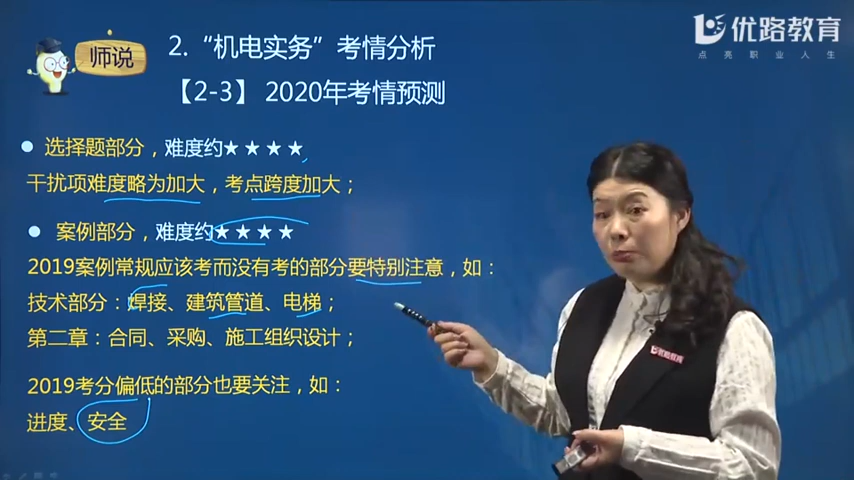 师说
2.“机电实务”考情分析
【2-3】 2020年考情预测
优路教育
点亮职业人生
选择题部分，难度约★★★★
干扰项难度略为加大，考点跨度加大；
案例部分，难度约★★★★
2019案例常规应该考而没有考的部分要特别注意，如：
技术部分：焊接、建筑管道、电梯；
第二章：合同、采购、施工组织设计；
2019考分偏低的部分也要关注，如：
进度、安全
优路教育